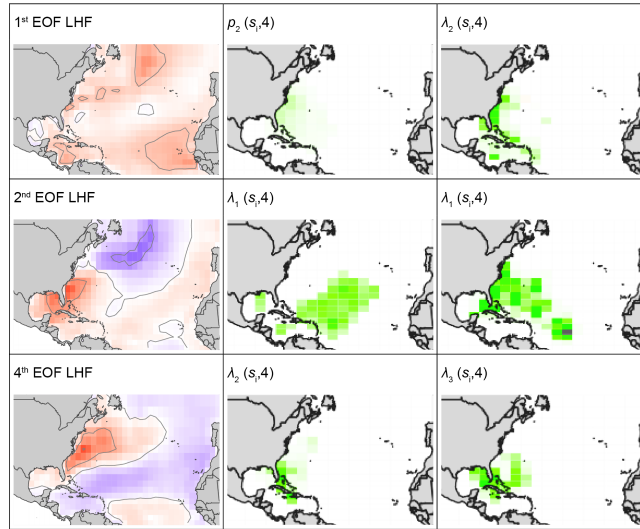 1st EOF LHF
p₂ (sᵢ,4)
λ₂ (sᵢ,4)
2nd EOF LHF
λ₁ (sᵢ,4)
λ₁ (sᵢ,4)
4th EOF LHF
λ₂ (sᵢ,4)
λ₃ (sᵢ,4)